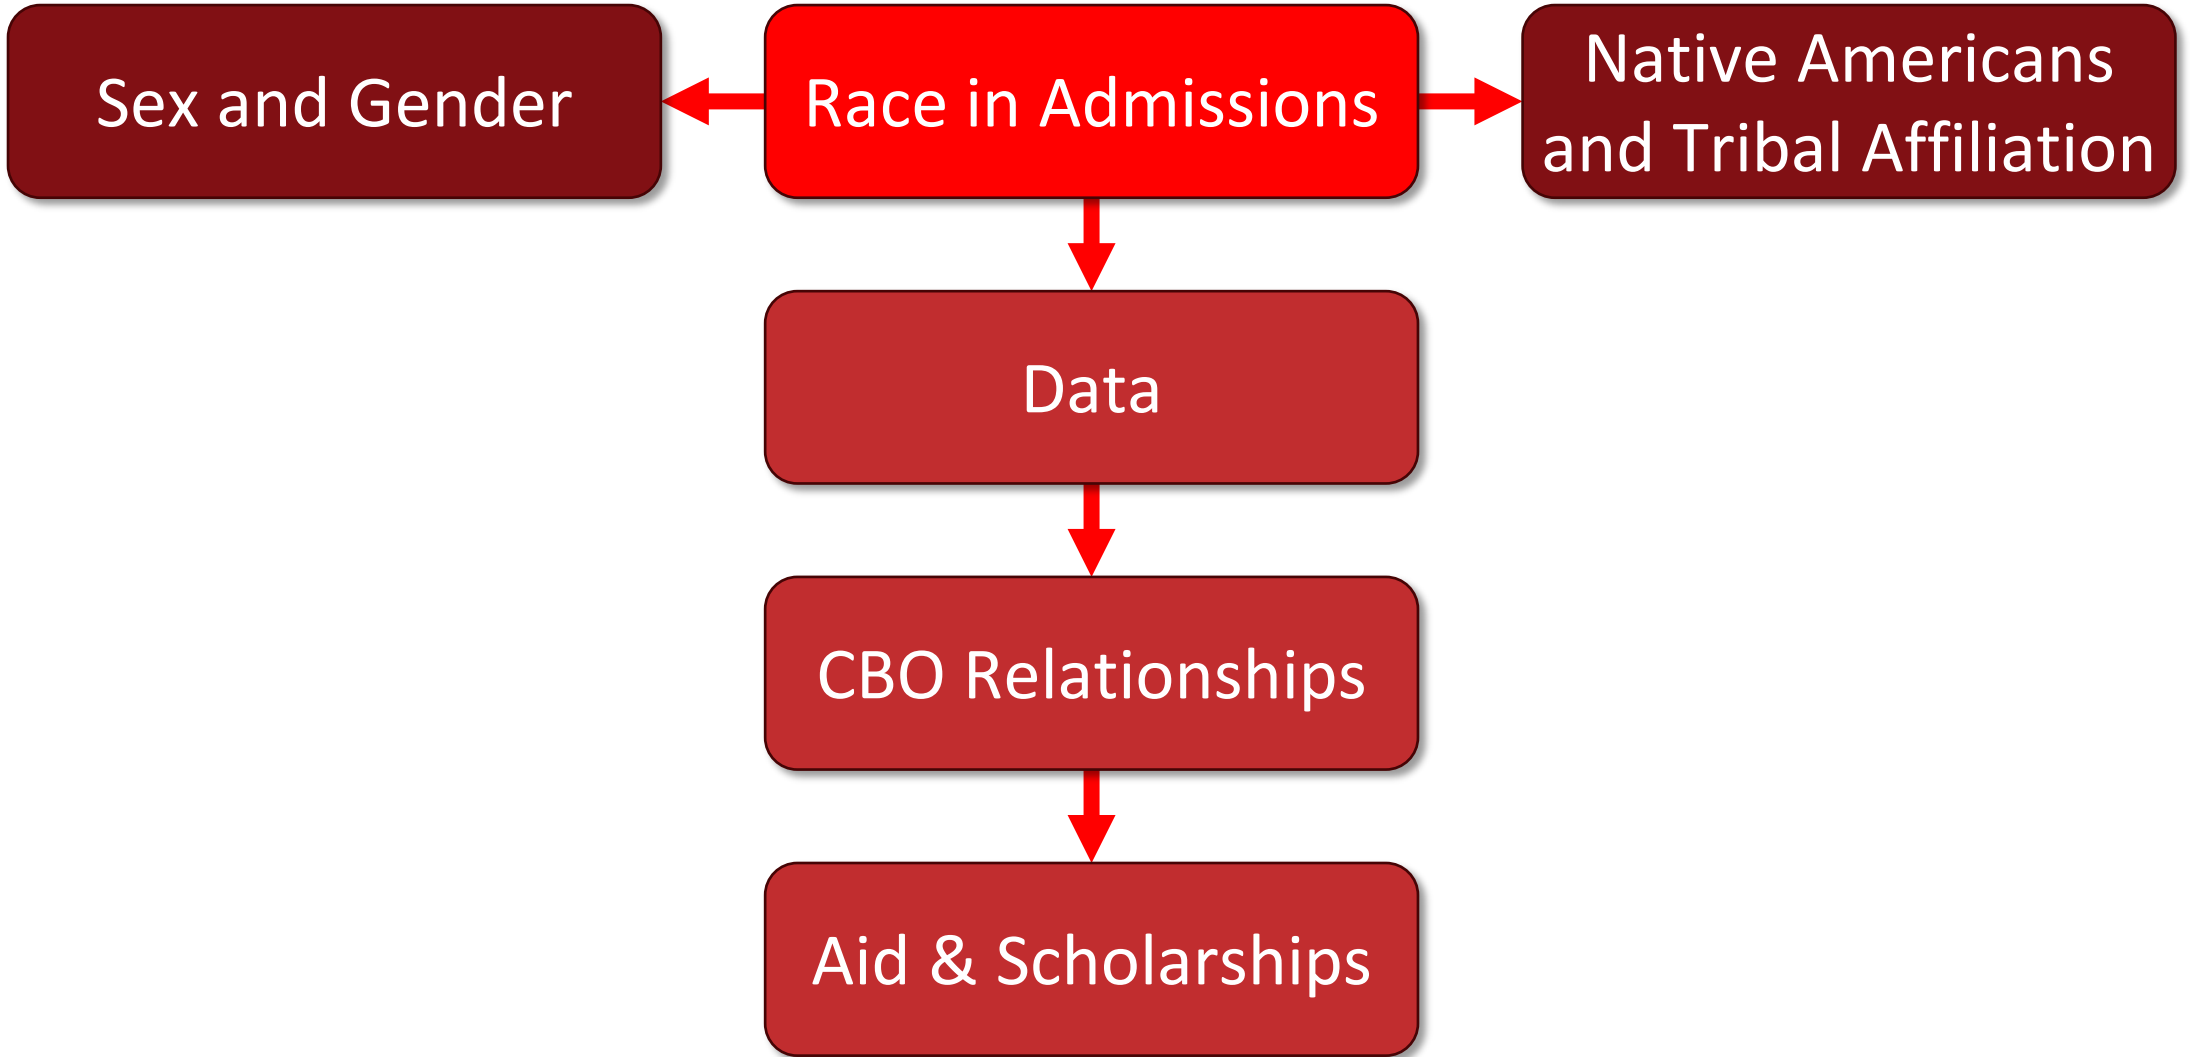 Sex and Gender
Race in Admissions
Native Americans
and Tribal Affiliation
Data
CBO Relationships
Aid & Scholarships